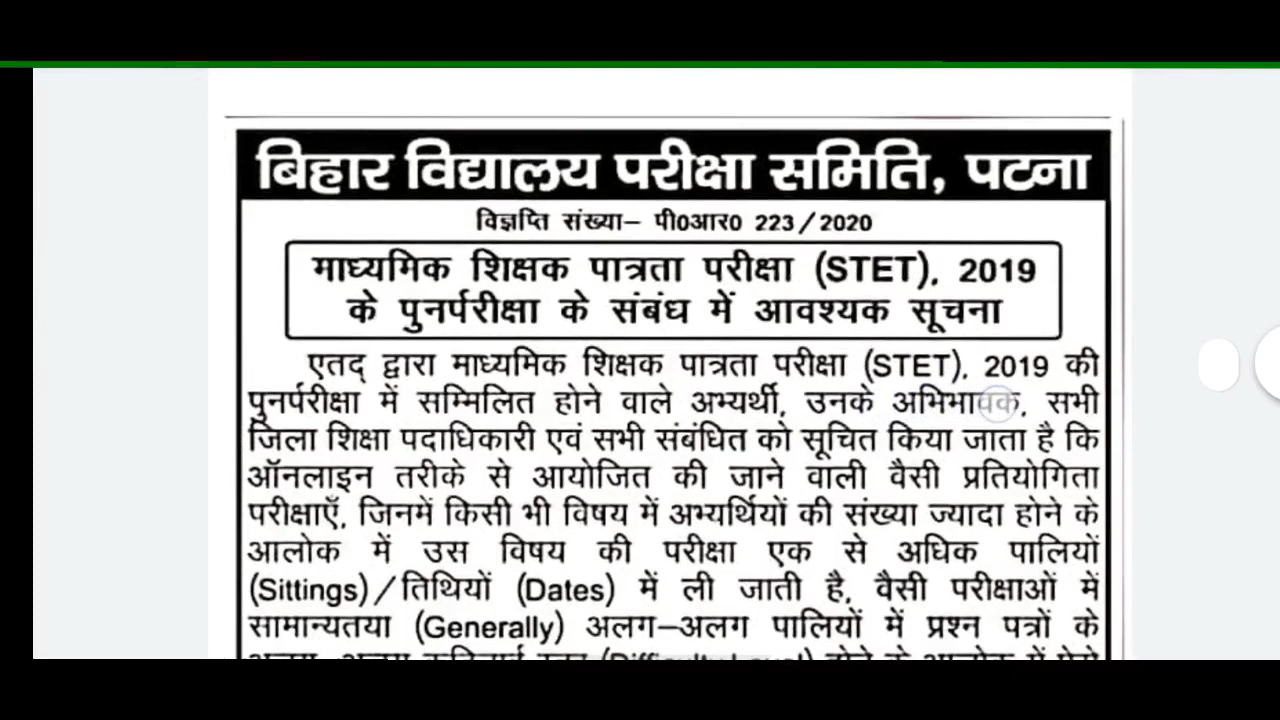 बिहार विद्यालय परीक्षा समिति, पटना
विज्ञप्ति संख्या– पी0आर0 223/2020
माध्यमिक शिक्षक पात्रता परीक्षा (STET), 2019
के पुनर्परीक्षा के संबंध में आवश्यक सूचना
एतद् द्वारा माध्यमिक शिक्षक पात्रता परीक्षा (STET), 2019 की
पुनर्परीक्षा में सम्मिलित होने वाले अभ्यर्थी, उनके अभिभावक, सभी
जिला शिक्षा पदाधिकारी एवं सभी संबंधित को सूचित किया जाता है कि
ऑनलाइन तरीके से आयोजित की जाने वाली वैसी प्रतियोगिता
परीक्षाएँ, जिनमें किसी भी विषय में अभ्यर्थियों की संख्या ज्यादा होने के
आलोक में उस विषय की परीक्षा एक से अधिक पालियों
(Sittings)/तिथियों (Dates) में ली जाती है, वैसी परीक्षाओं में
सामान्यतया (Generally) अलग–अलग पालियों में प्रश्न पत्रों के